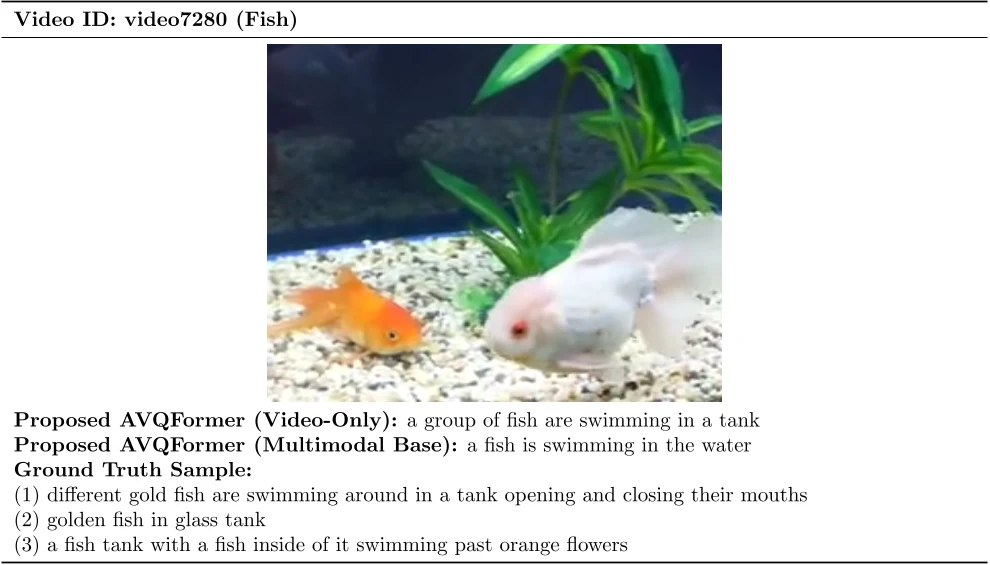 Video ID: video7280 (Fish)
Proposed AVQFormer (Video-Only): a group of fish are swimming in a tank
Proposed AVQFormer (Multimodal Base): a fish is swimming in the water
Ground Truth Sample:
(1) different gold fish are swimming around in a tank opening and closing their mouths
(2) golden fish in glass tank
(3) a fish tank with a fish inside of it swimming past orange flowers